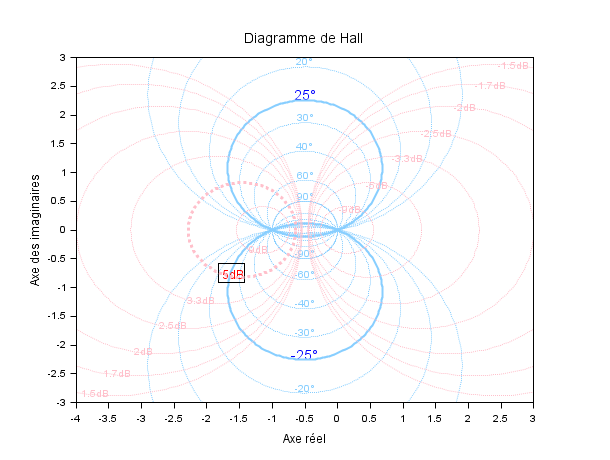 Diagramme de Hall
3
2.5
2
1.5
1
0.5
0
-0.5
-1
-1.5
-2
-2.5
-3
-4
-3.5
-3
-2.5
-2
-1.5
-1
-0.5
0
0.5
1
1.5
2
2.5
3
Axe des imaginaires
Axe réel
20°
25°
30°
40°
60°
90°
-90°
-60°
-40°
-30°
-25°
-20°
-1.5dB
-1.7dB
-2dB
-2.5dB
-3.3dB
-5dB
-9dB
9dB
5dB
3.3dB
2.5dB
2dB
1.7dB
1.5dB